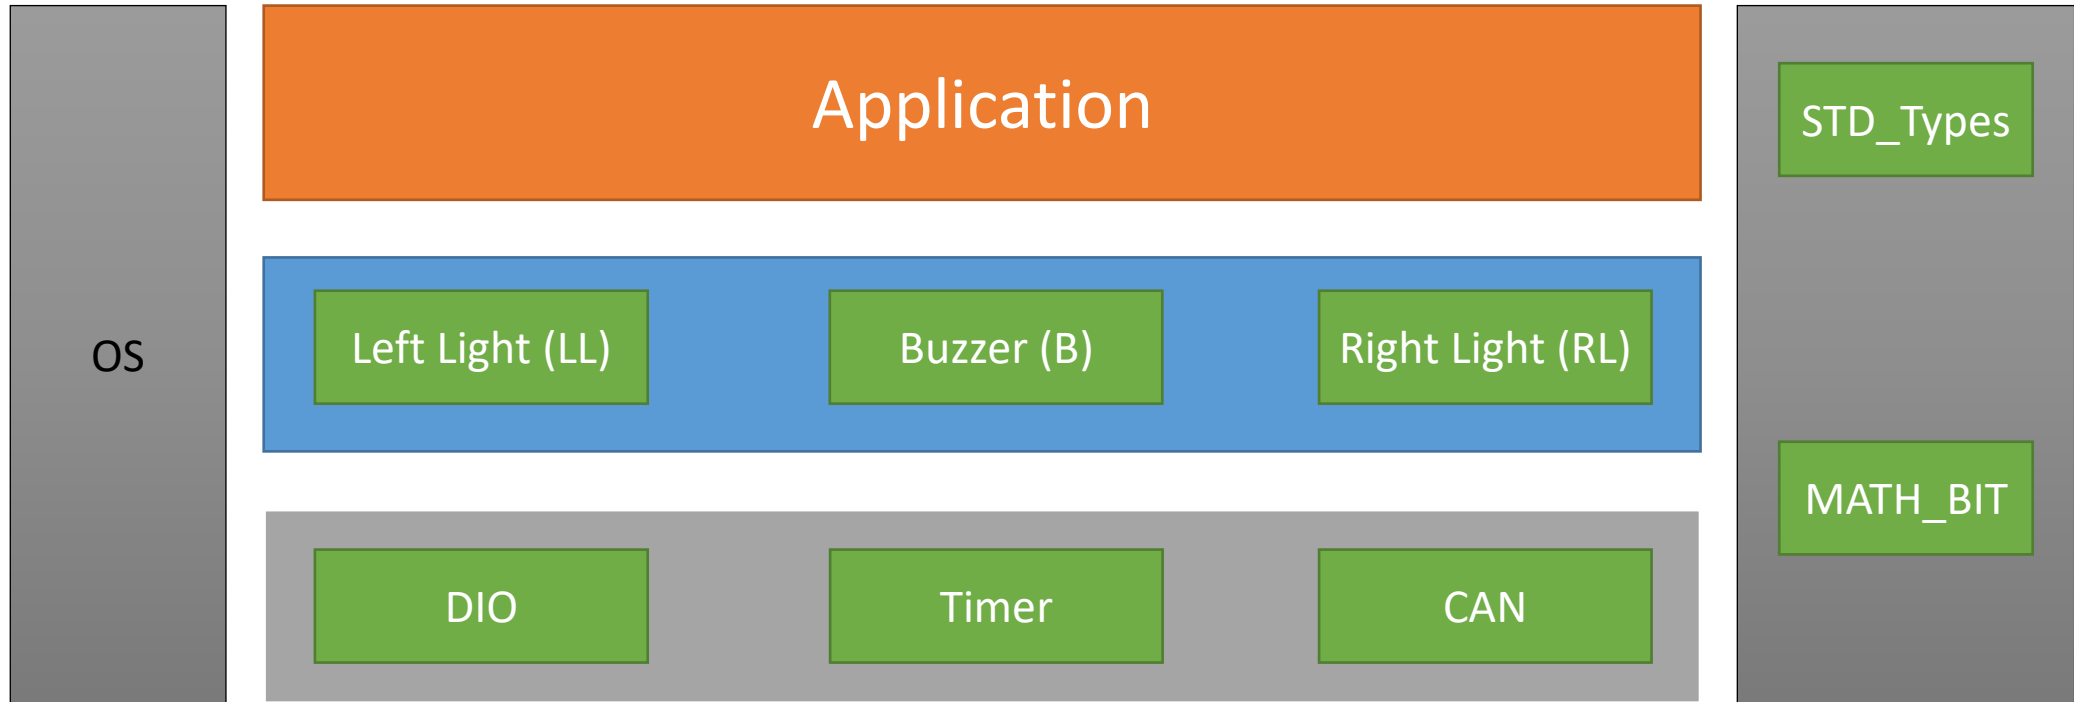 Application
STD_Types
OS
Left Light (LL)
Buzzer (B)
Right Light (RL)
MATH_BIT
DIO
Timer
CAN